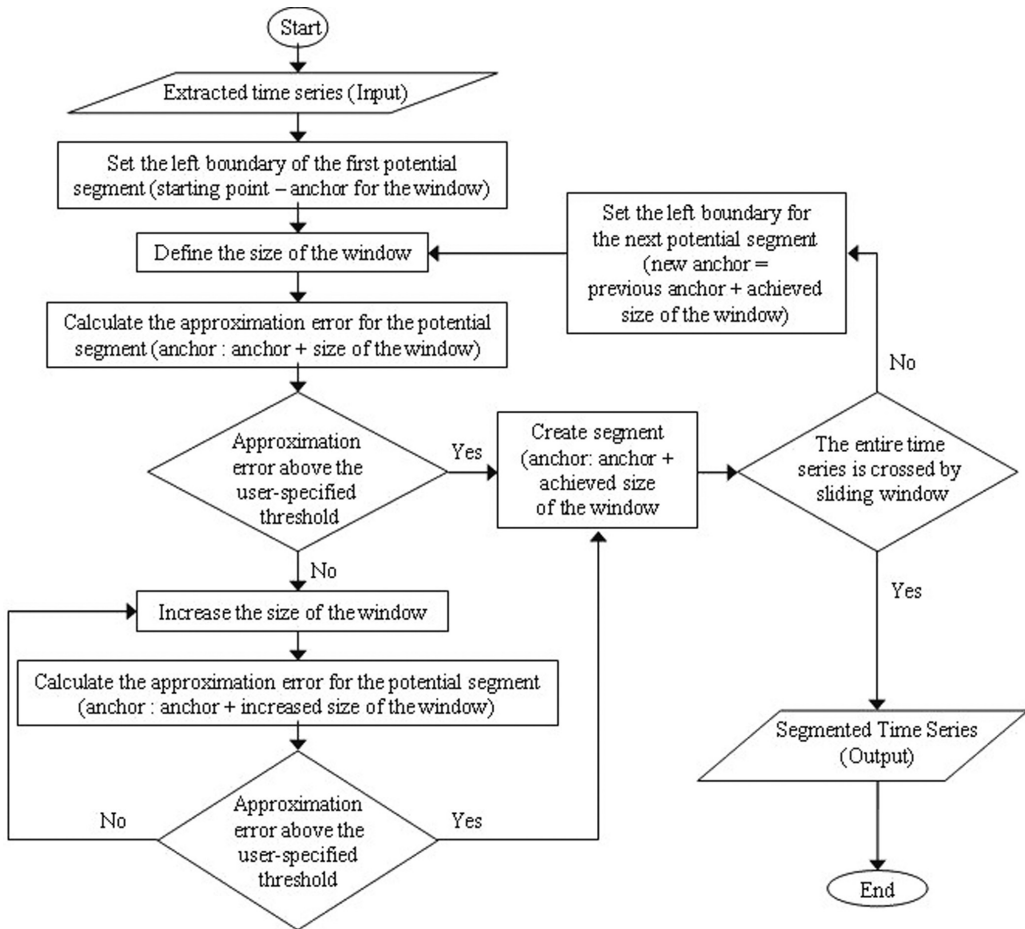 Start
Extracted time series (Input)
Set the left boundary of the first potential
segment (starting point – anchor for the window)
Define the size of the window
Set the left boundary for
the next potential segment
(new anchor =
previous anchor + achieved
size of the window)
Calculate the approximation error for the potential
segment (anchor : anchor + size of the window)
No
Approximation
error above the
user-specified
threshold
Yes
Create segment
(anchor: anchor +
achieved size
of the window
The entire time
series is crossed by
sliding window
No
Yes
Increase the size of the window
Calculate the approximation error for the potential segment
(anchor : anchor + increased size of the window)
Segmented Time Series
(Output)
Approximation
error above the
user-specified
threshold
No
Yes
End